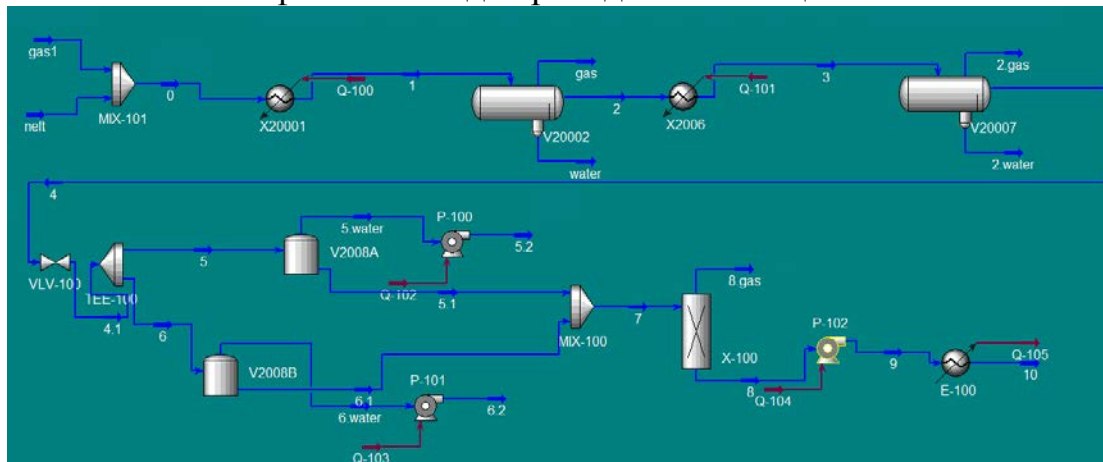 gas1
neft
MIX-101
0
X20001
Q-100
1
gas
V20002
water
2
X2006
Q-101
3
2.gas
V20007
2.water
4
VLV-100
4.1
TEE-100
5
6
V2008A
5.water
P-100
5.2
Q-102
5.1
V2008B
6.1
6.water
P-101
6.2
Q-103
MIX-100
7
8.gas
X-100
8
P-102
Q-104
9
E-100
Q-105
10